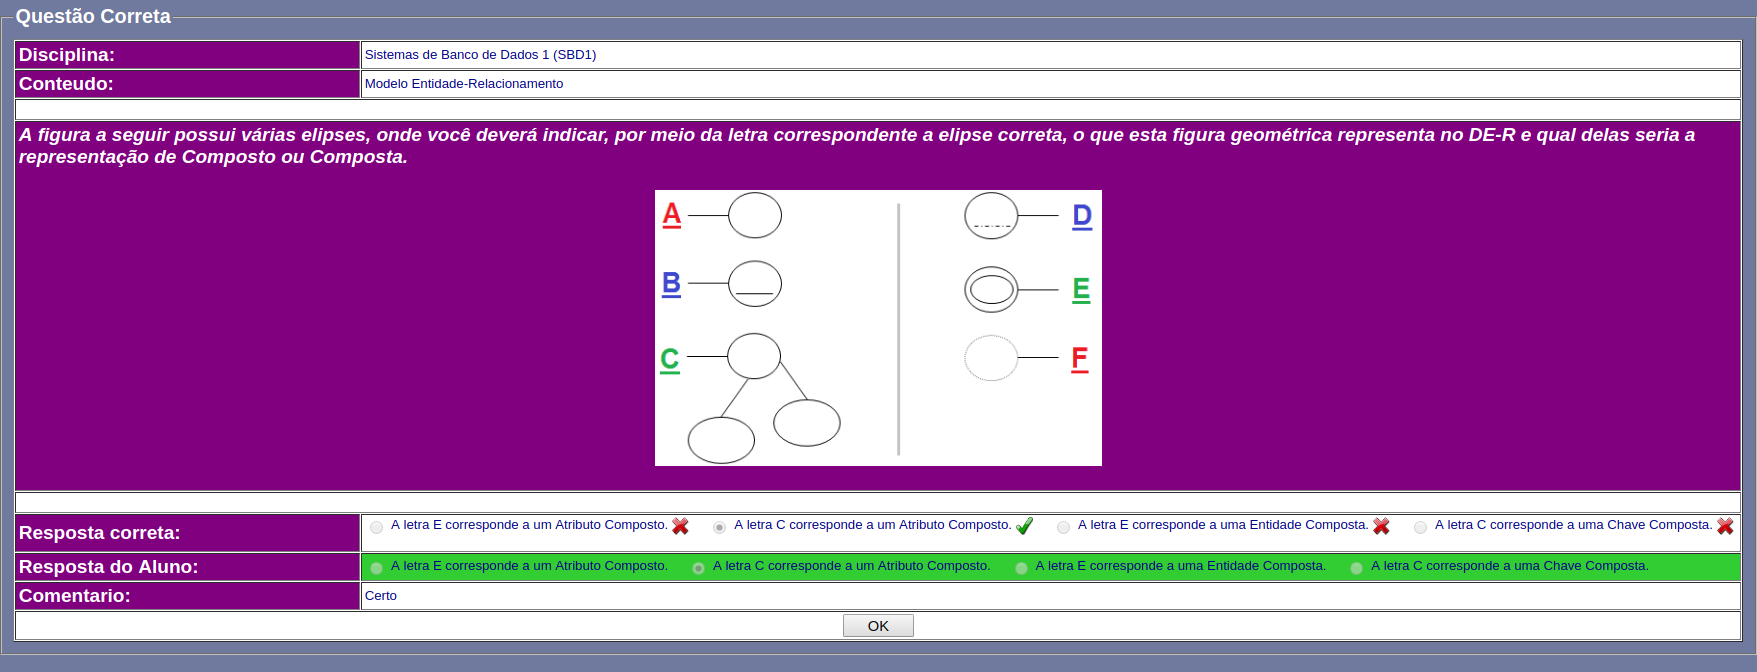 Questão Correta
Disciplina: Sistemas de Banco de Dados 1 (SBD1)
Conteudo: Modelo Entidade-Relacionamento
A figura a seguir possui várias elipses, onde você deverá indicar, por meio da letra correspondente a elipse correta, o que esta figura geométrica representa no DE-R e qual delas seria a
representação de Composto ou Composta.
A D
B E
C F
Resposta correta: A letra E corresponde a um Atributo Composto. A letra C corresponde a um Atributo Composto. A letra E corresponde a uma Entidade Composta. A letra C corresponde a uma Chave Composta.
Resposta do Aluno: A letra E corresponde a um Atributo Composto. A letra C corresponde a um Atributo Composto. A letra E corresponde a uma Entidade Composta. A letra C corresponde a uma Chave Composta.
Comentario: Certo
OK